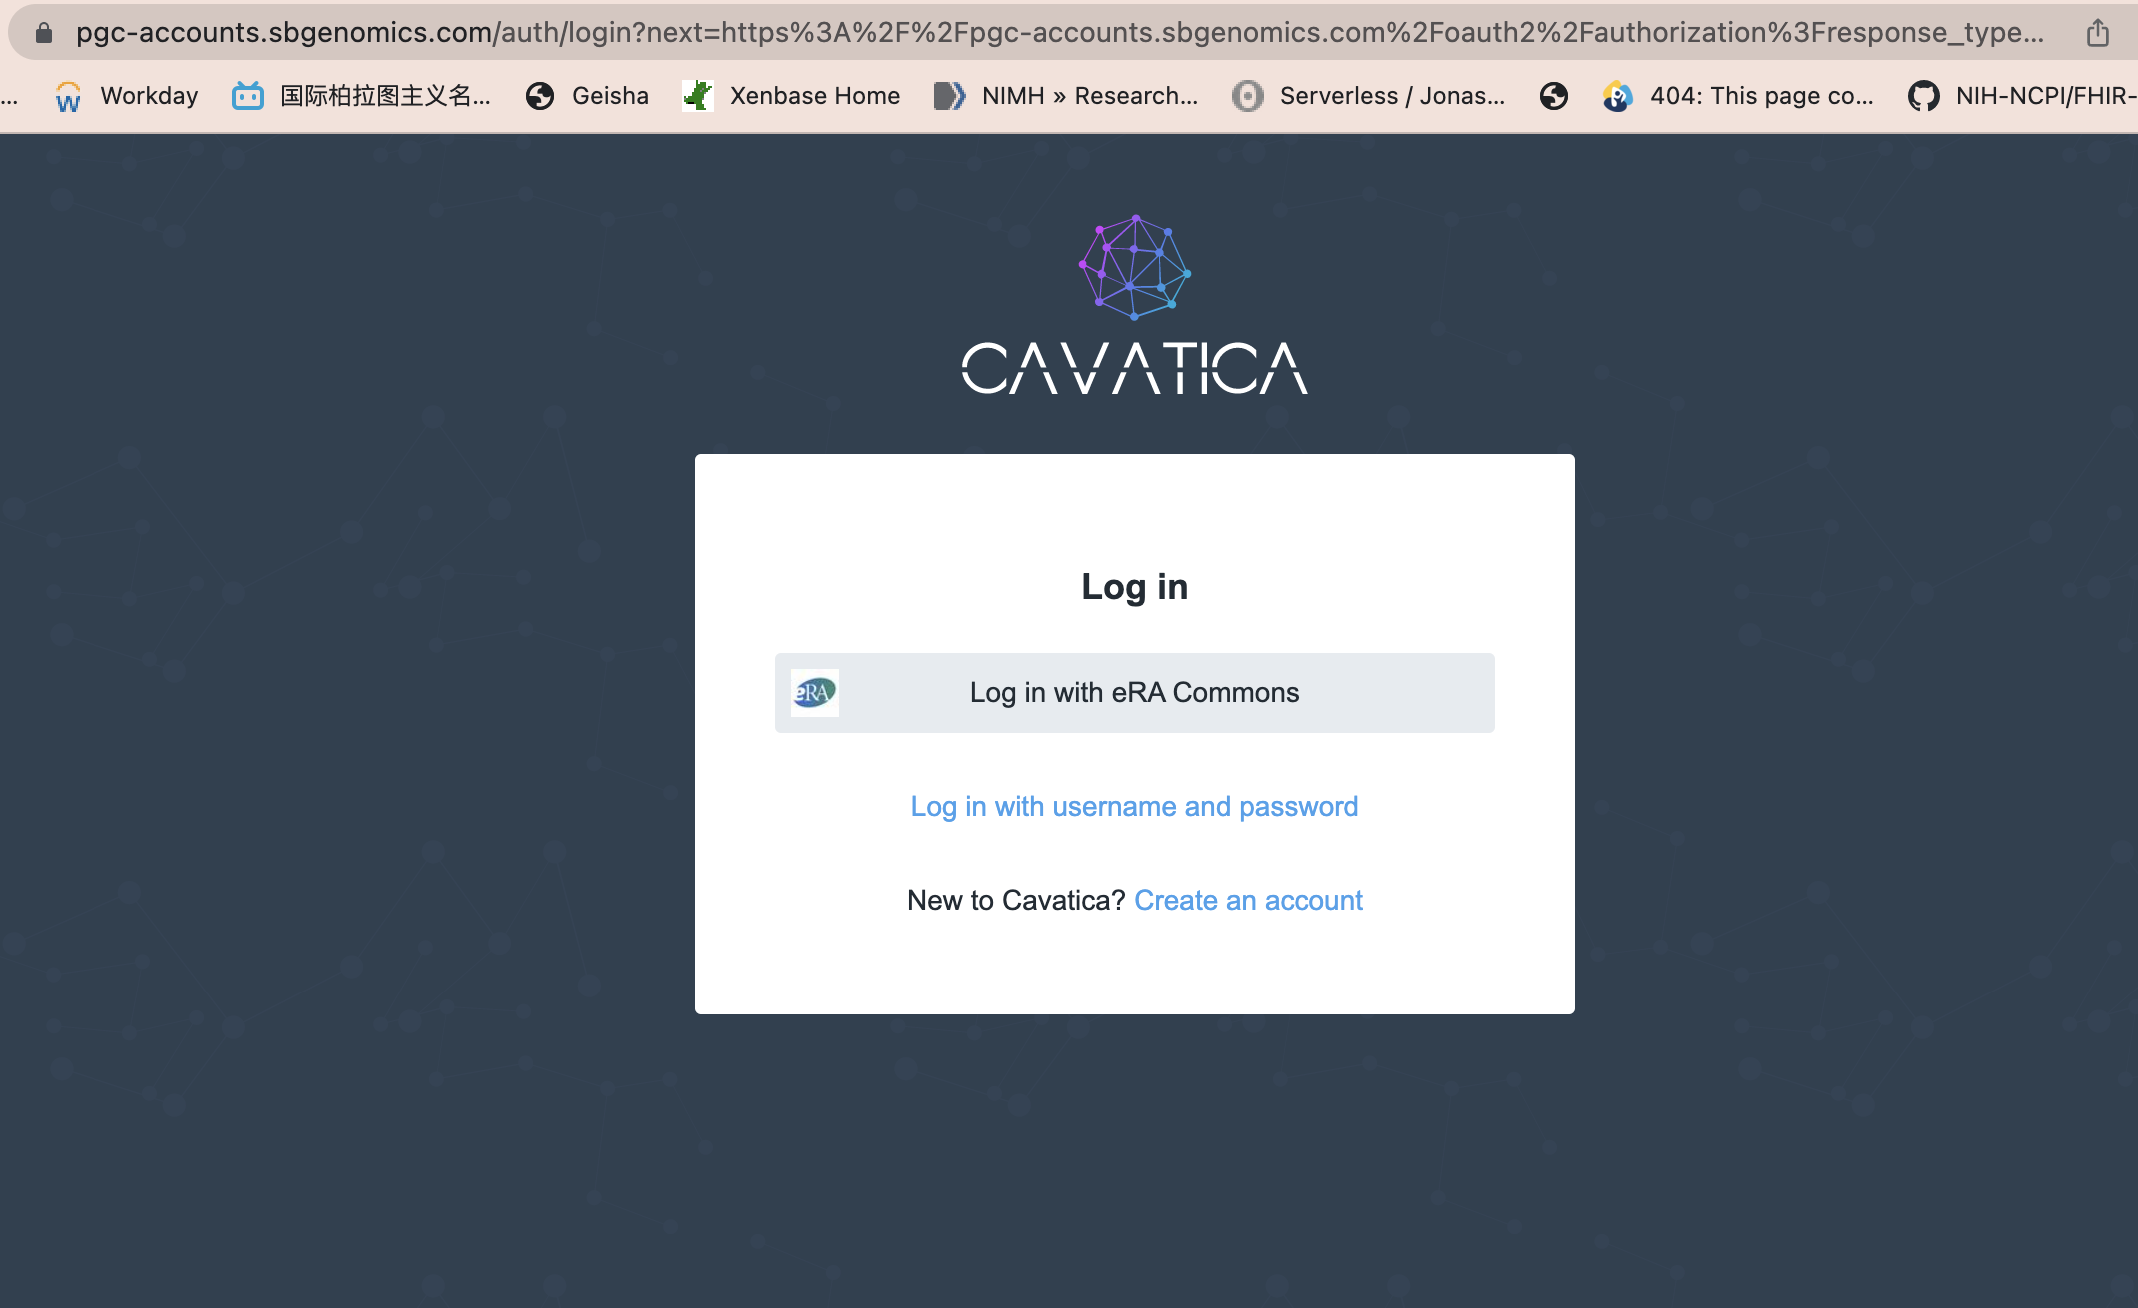 pgc-accounts.sbgenomics.com/auth/login?next=https%3A%2F%2Fpgc-accounts.sbgenomics.com%2Foauth2%2Fauthorization%3Fresponse_type...
... Workday 国际柏拉图主义名... Geisha Xenbase Home NIMH » Research... Serverless / Jonas... 404: This page co... NIH-NCPI/FHIR-
CAVATICA
Log in
eRA Log in with eRA Commons
Log in with username and password
New to Cavatica? Create an account